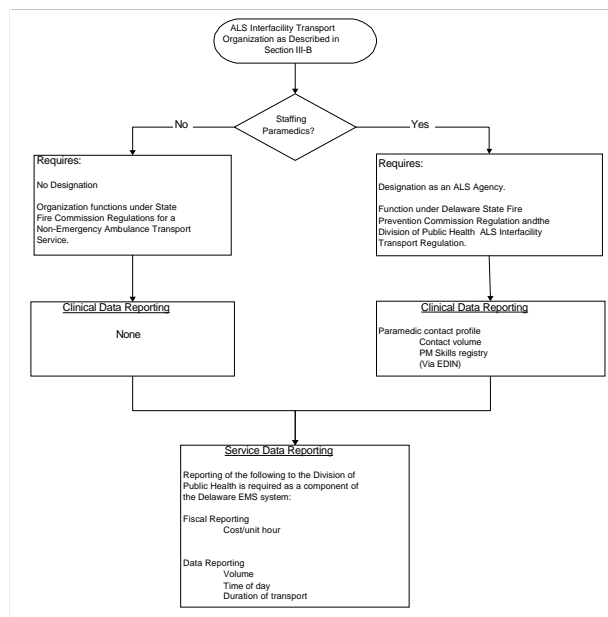 ALS Interfacility Transport
Organization as Described in
Section III-B
Staffing
Paramedics?
No
Yes
Requires:
No Designation
Organization functions under State
Fire Commission Regulations for a
Non-Emergency Ambulance Transport
Service.
Requires:
Designation as an ALS Agency.
Function under Delaware State Fire
Prevention Commission Regulation andthe
Division of Public Health ALS Interfacility
Transport Regulation.
Clinical Data Reporting
None
Clinical Data Reporting
Paramedic contact profile
Contact volume
PM Skills registry
(Via EDIN)
Service Data Reporting
Reporting of the following to the Division of
Public Health is required as a component of
the Delaware EMS system:
Fiscal Reporting
Cost/unit hour
Data Reporting
Volume
Time of day
Duration of transport